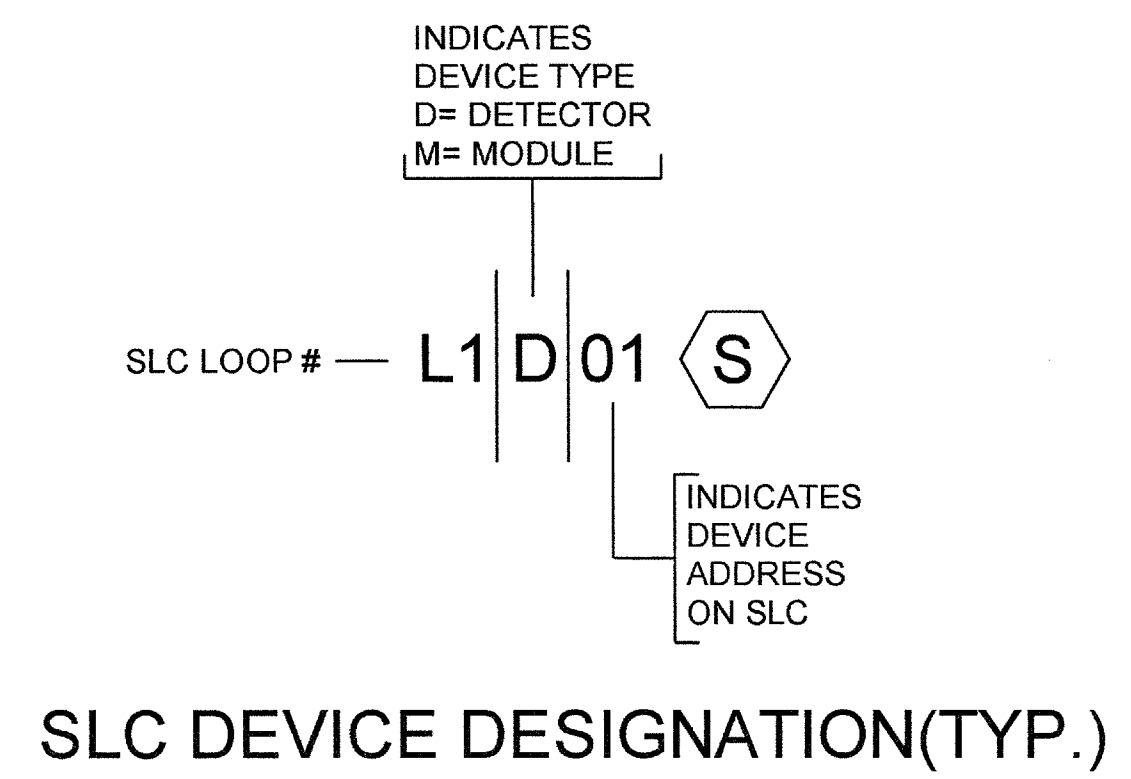 INDICATES
DEVICE TYPE
D= DETECTOR
M= MODULE
SLC LOOP # L1 D 01 S
INDICATES
DEVICE
ADDRESS
ON SLC
SLC DEVICE DESIGNATION(TYP.)